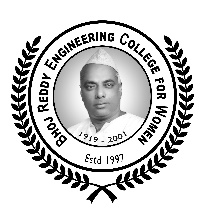 BHOJ REDDY ENGINEERING COLLEGE FOR WOMEN
1919 - 2001
Estd 1997